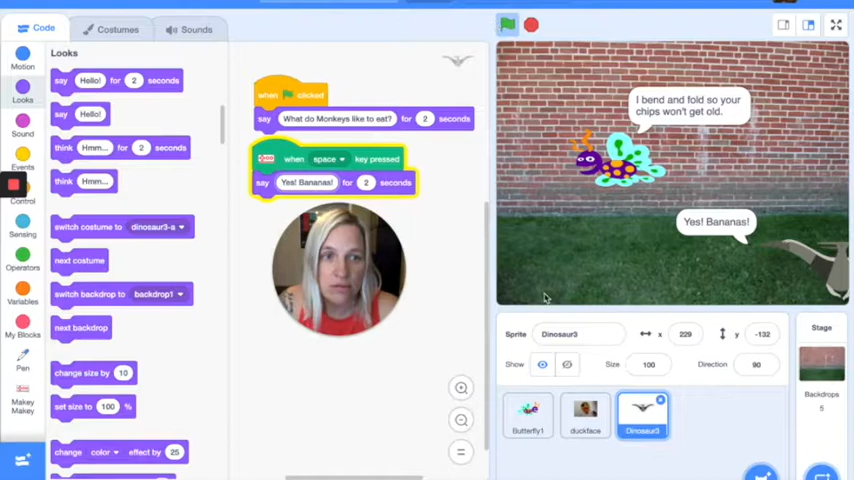 Code
Costumes
Sounds
Motion
Looks
Sound
Events
Control
Sensing
Operators
Variables
My Blocks
Pen
Makey
Makey
Looks
say Hello! for 2 seconds
say Hello!
think Hmm... for 2 seconds
think Hmm...
switch costume to dinosaur3-a
next costume
switch backdrop to backdrop1
next backdrop
change size by 10
set size to 100 %
change color effect by 25
when clicked
say What do Monkeys like to eat? for 2 seconds
when space key pressed
say Yes! Bananas! for 2 seconds
I bend and fold so your
chips won't get old.
Yes! Bananas!
Sprite Dinosaur3 x 229 y -132
Show Size 100 Direction 90
Butterfly1
duckface
Dinosaur3
Stage
Backdrops
5